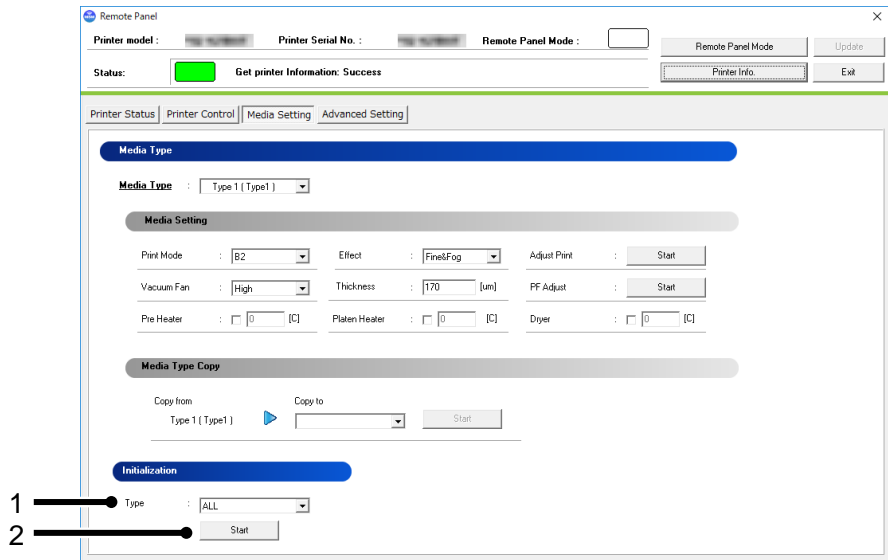 Remote Panel
Printer model : Printer Serial No. : Remote Panel Mode : Remote Panel Mode Update
Status: Get printer Information: Success Printer Info. Exit
Printer Status Printer Control Media Setting Advanced Setting
Media Type
Media Type : Type 1 ( Type1 )
Media Setting
Print Mode : B2 Effect : Fine&Fog Adjust Print : Start
Vacuum Fan : High Thickness : 170 [um] PF Adjust : Start
Pre Heater : 0 [C] Platen Heater : 0 [C] Dryer : 0 [C]
Media Type Copy
Copy from Copy to
Type 1 ( Type1 ) Start
Initialization
1 Type : ALL
2 Start